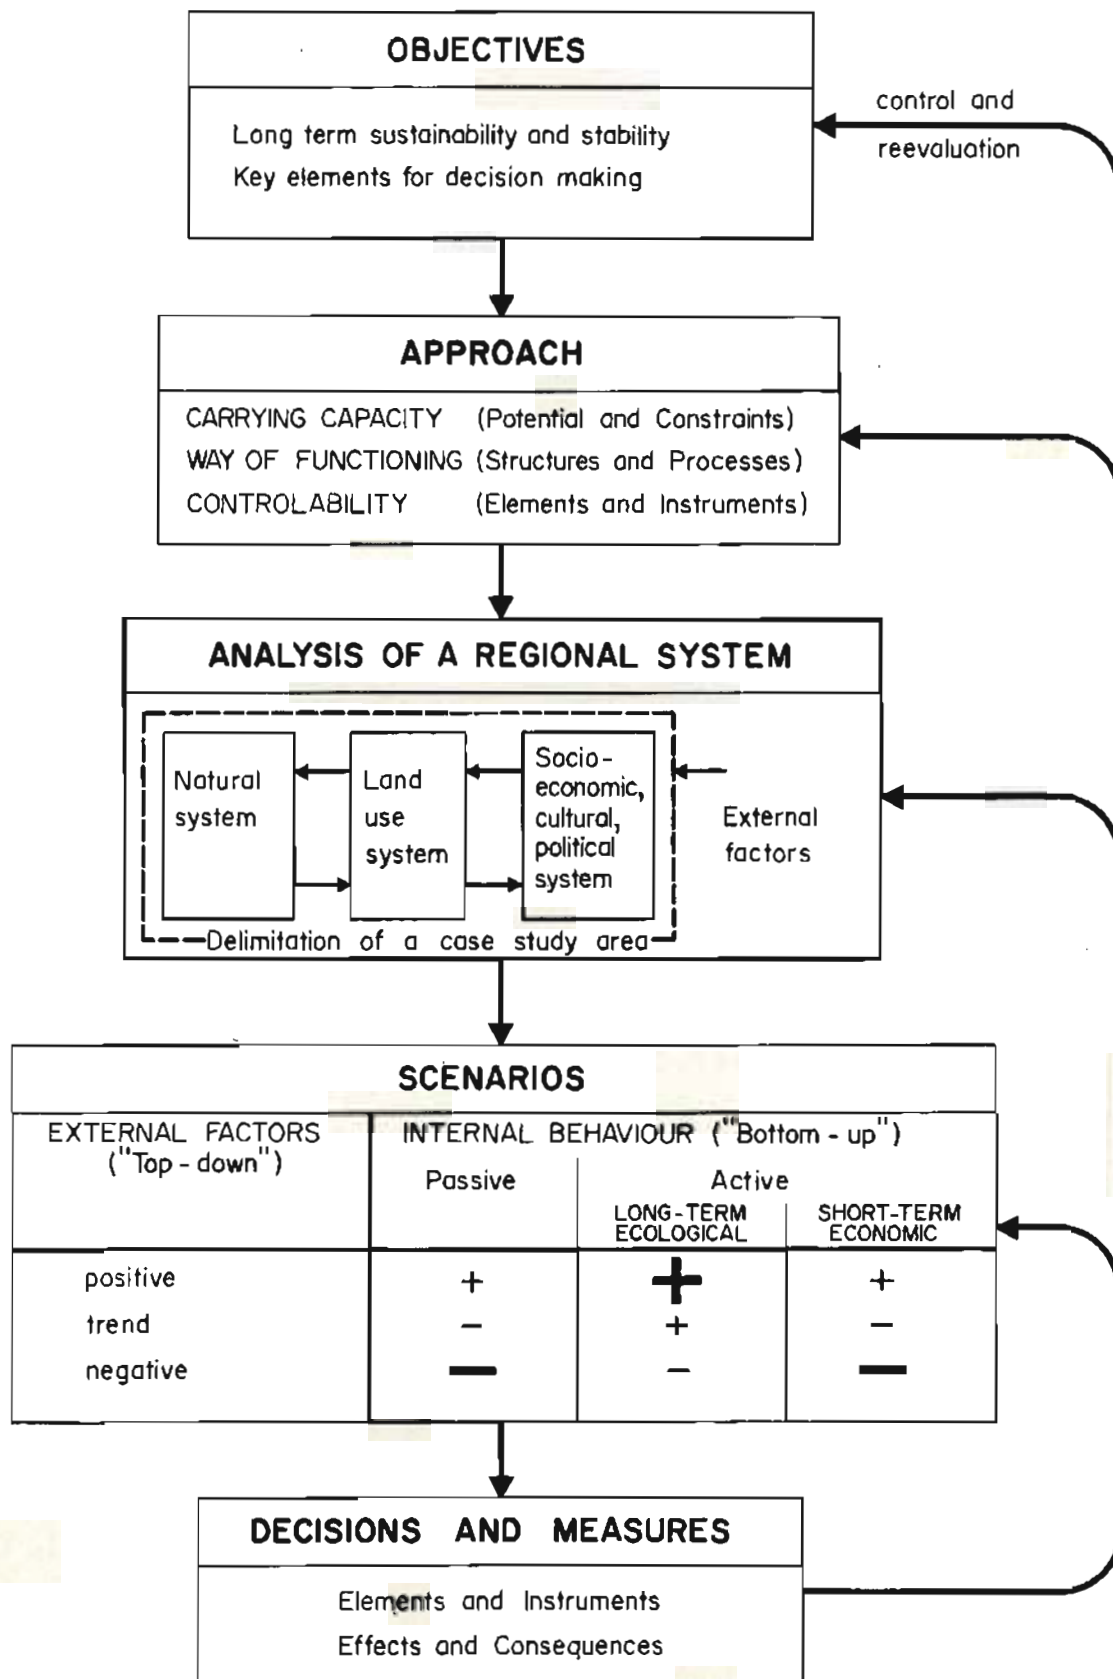 OBJECTIVES
Long term sustainability and stability
Key elements for decision making
control and
reevaluation
APPROACH
CARRYING CAPACITY (Potential and Constraints)
WAY OF FUNCTIONING (Structures and Processes)
CONTROLABILITY (Elements and Instruments)
ANALYSIS OF A REGIONAL SYSTEM
Natural
system
Land
use
system
Socio-
economic,
cultural,
political
system
External
factors
Delimitation of a case study area
SCENARIOS
EXTERNAL FACTORS
("Top - down")
INTERNAL BEHAVIOUR ("Bottom - up")
Passive
Active
LONG-TERM
ECOLOGICAL
SHORT-TERM
ECONOMIC
positive + + +
trend - + -
negative - - -
DECISIONS AND MEASURES
Elements and Instruments
Effects and Consequences